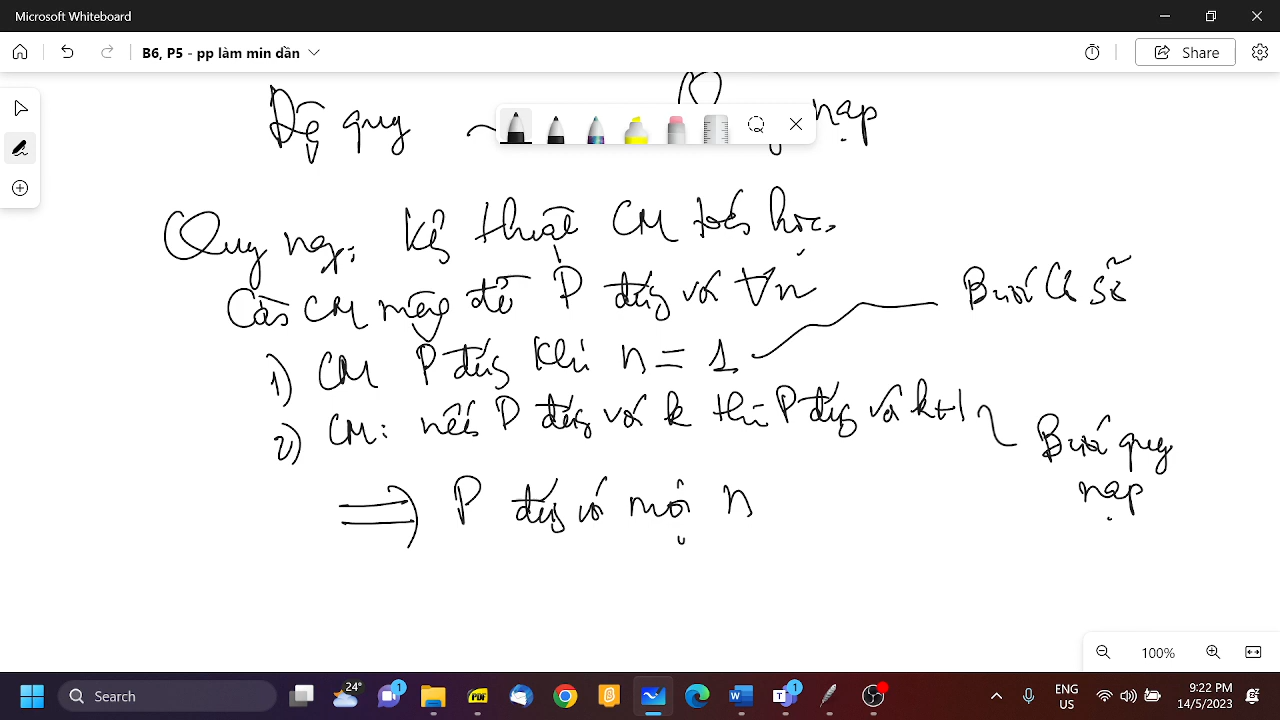 Microsoft Whiteboard
B6, P5 - pp làm mịn dần
Share
Đệ quy ~ nạp
Quy nạp: Kỹ thuật CM toán học.
Cần CM mệnh đề P đúng với ∀n
1) CM P đúng khi n = 1
Bước cơ sở
2) CM: nếu P đúng với k thì P đúng với k+1
Bước quy
nạp
⟹ P đúng với mọi n
100%
Search
24°
1
1
PDF
ENG
US
9:22 PM
14/5/2023